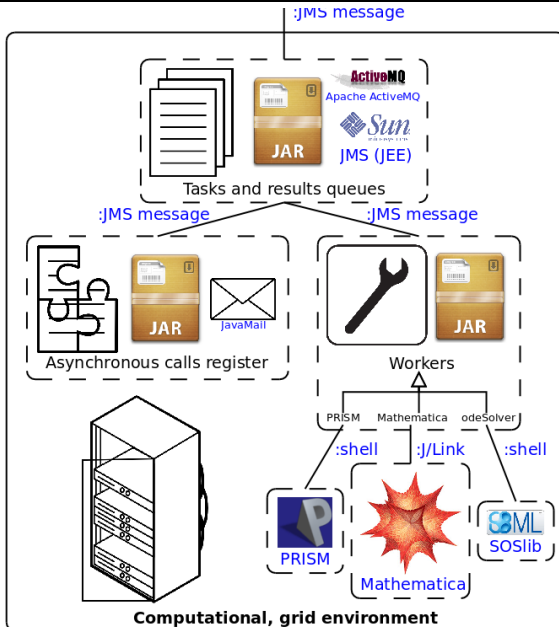 :JMS message
ActiveMQ
Apache ActiveMQ
Sun
JMS (JEE)
JAR
Tasks and results queues
:JMS message
:JMS message
JAR
JavaMail
JAR
Asynchronous calls register
Workers
PRISM
Mathematica
odeSolver
:shell
:J/Link
:shell
P
PRISM
Mathematica
SBML
SOSlib
Computational, grid environment